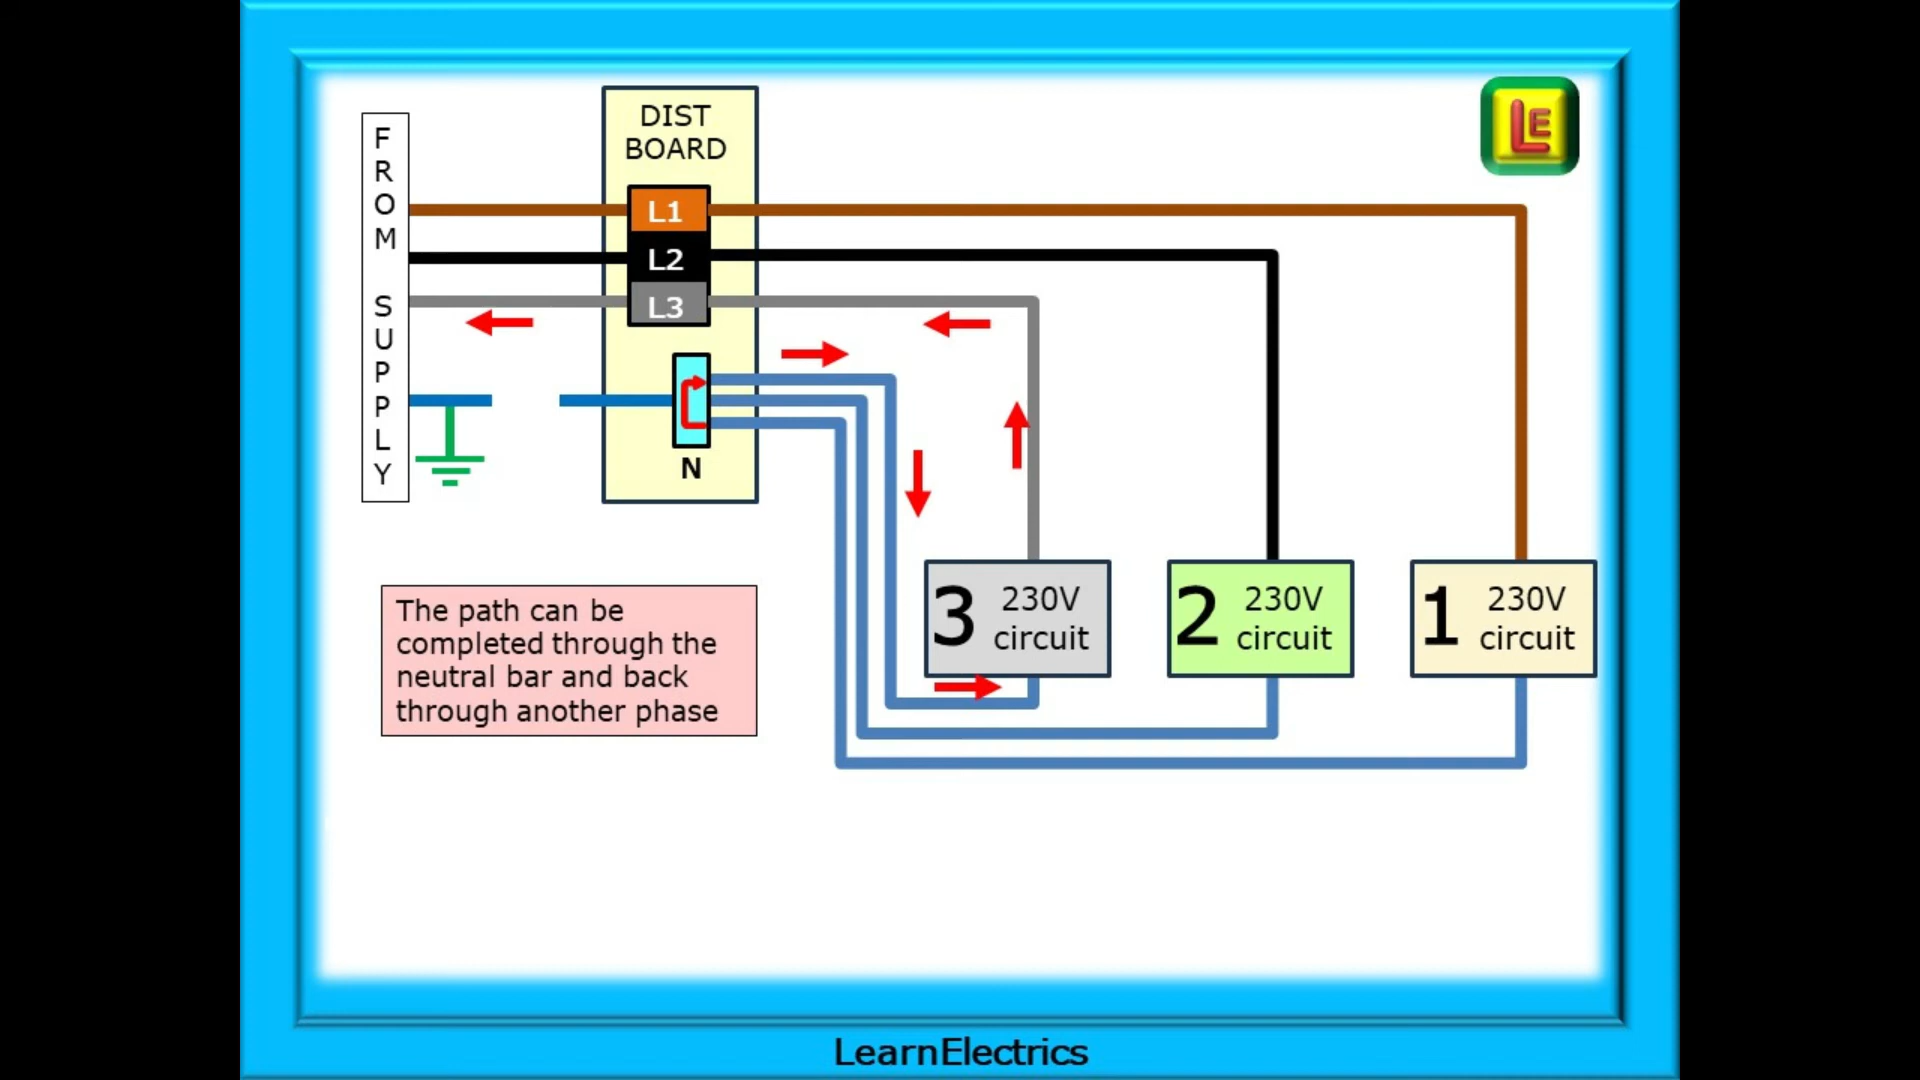 DIST
BOARD
FROM SUPPLY
L1
L2
L3
N
LE
3 230V
circuit
2 230V
circuit
1 230V
circuit
The path can be
completed through the
neutral bar and back
through another phase
LearnElectrics